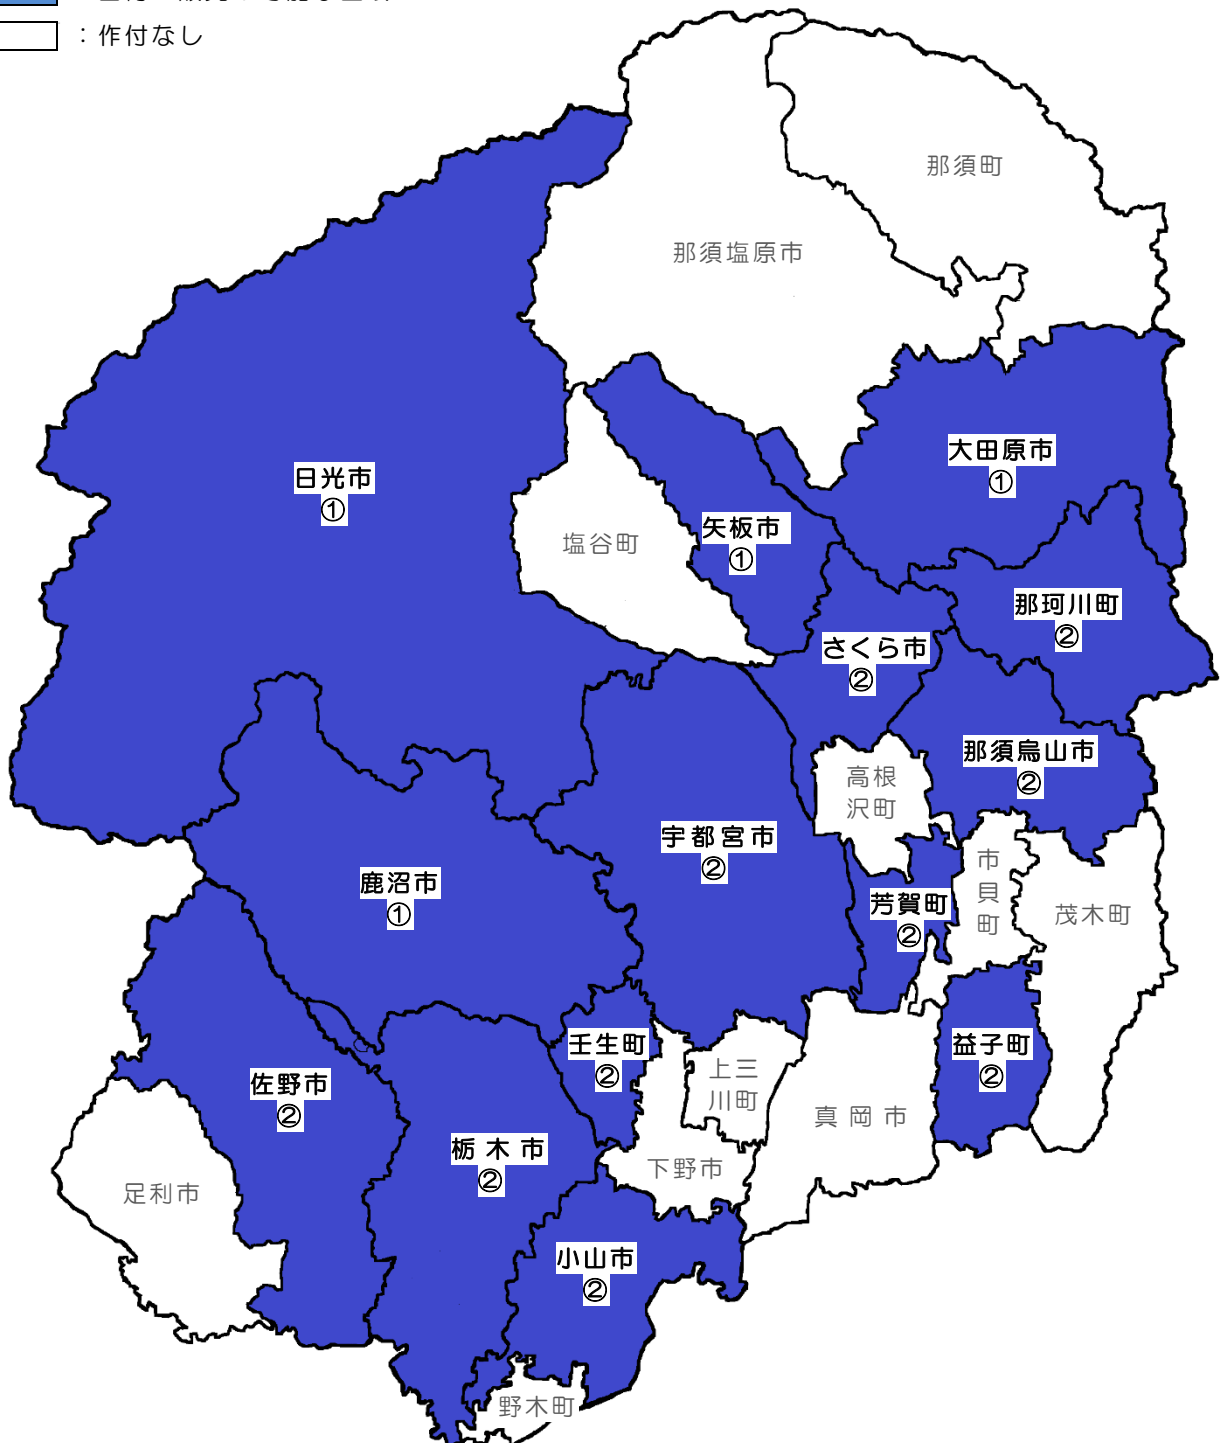 ：作付なし
那須町
那須塩原市
大田原市
①
日光市
①
矢板市
①
塩谷町
那珂川町
②
さくら市
②
那須烏山市
②
高根
沢町
宇都宮市
②
市
貝
町
鹿沼市
①
芳賀町
②
茂木町
壬生町
②
益子町
②
上三
川町
佐野市
②
真岡市
栃木市
②
下野市
足利市
小山市
②
野木町